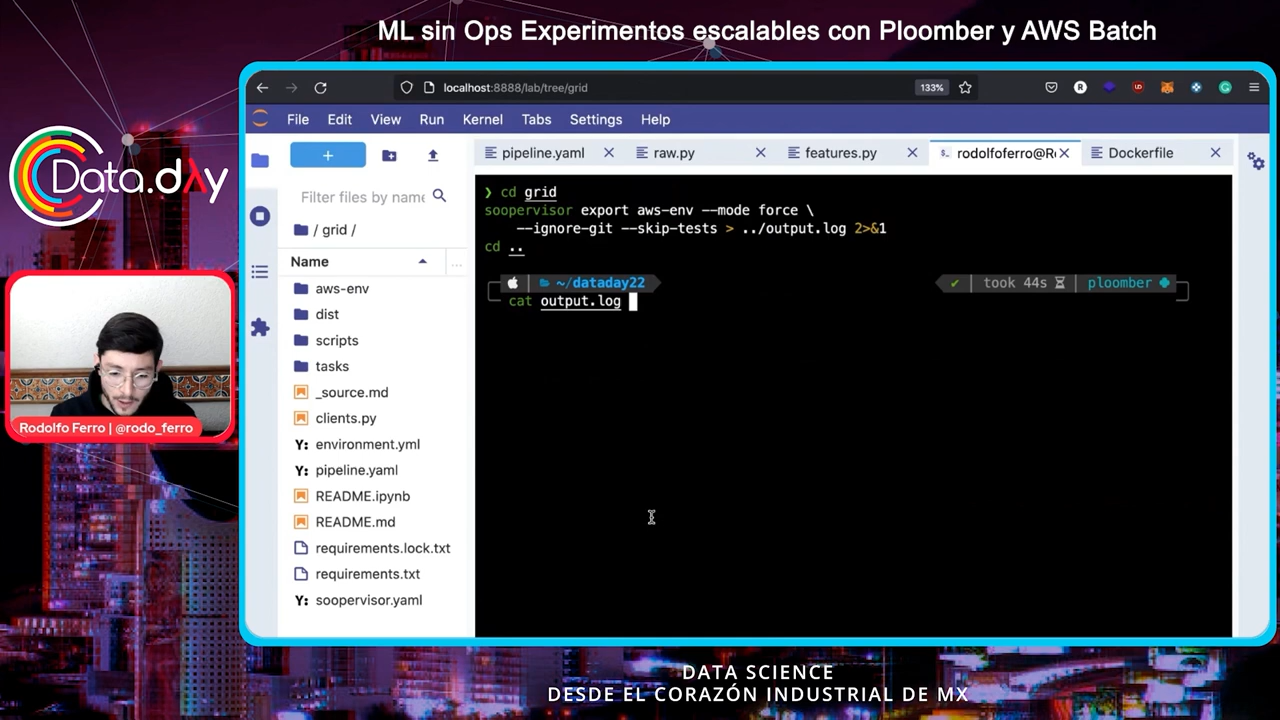 ML sin Ops Experimentos escalables con Ploomber y AWS Batch
localhost:8888/lab/tree/grid
133%
File Edit View Run Kernel Tabs Settings Help
Data.day
pipeline.yaml raw.py features.py rodolfoferro@R Dockerfile
+
Filter files by name
/ grid /
Name
...
aws-env
dist
scripts
tasks
_source.md
clients.py
Y: environment.yml
Y: pipeline.yaml
README.ipynb
README.md
requirements.lock.txt
requirements.txt
Y: soopervisor.yaml
❯ cd grid
soopervisor export aws-env --mode force \
--ignore-git --skip-tests > ../output.log 2>&1
cd ..
~/dataday22 ✔ | took 44s | ploomber
cat output.log
Rodolfo Ferro | @rodo_ferro
DATA SCIENCE
DESDE EL CORAZÓN INDUSTRIAL DE MX